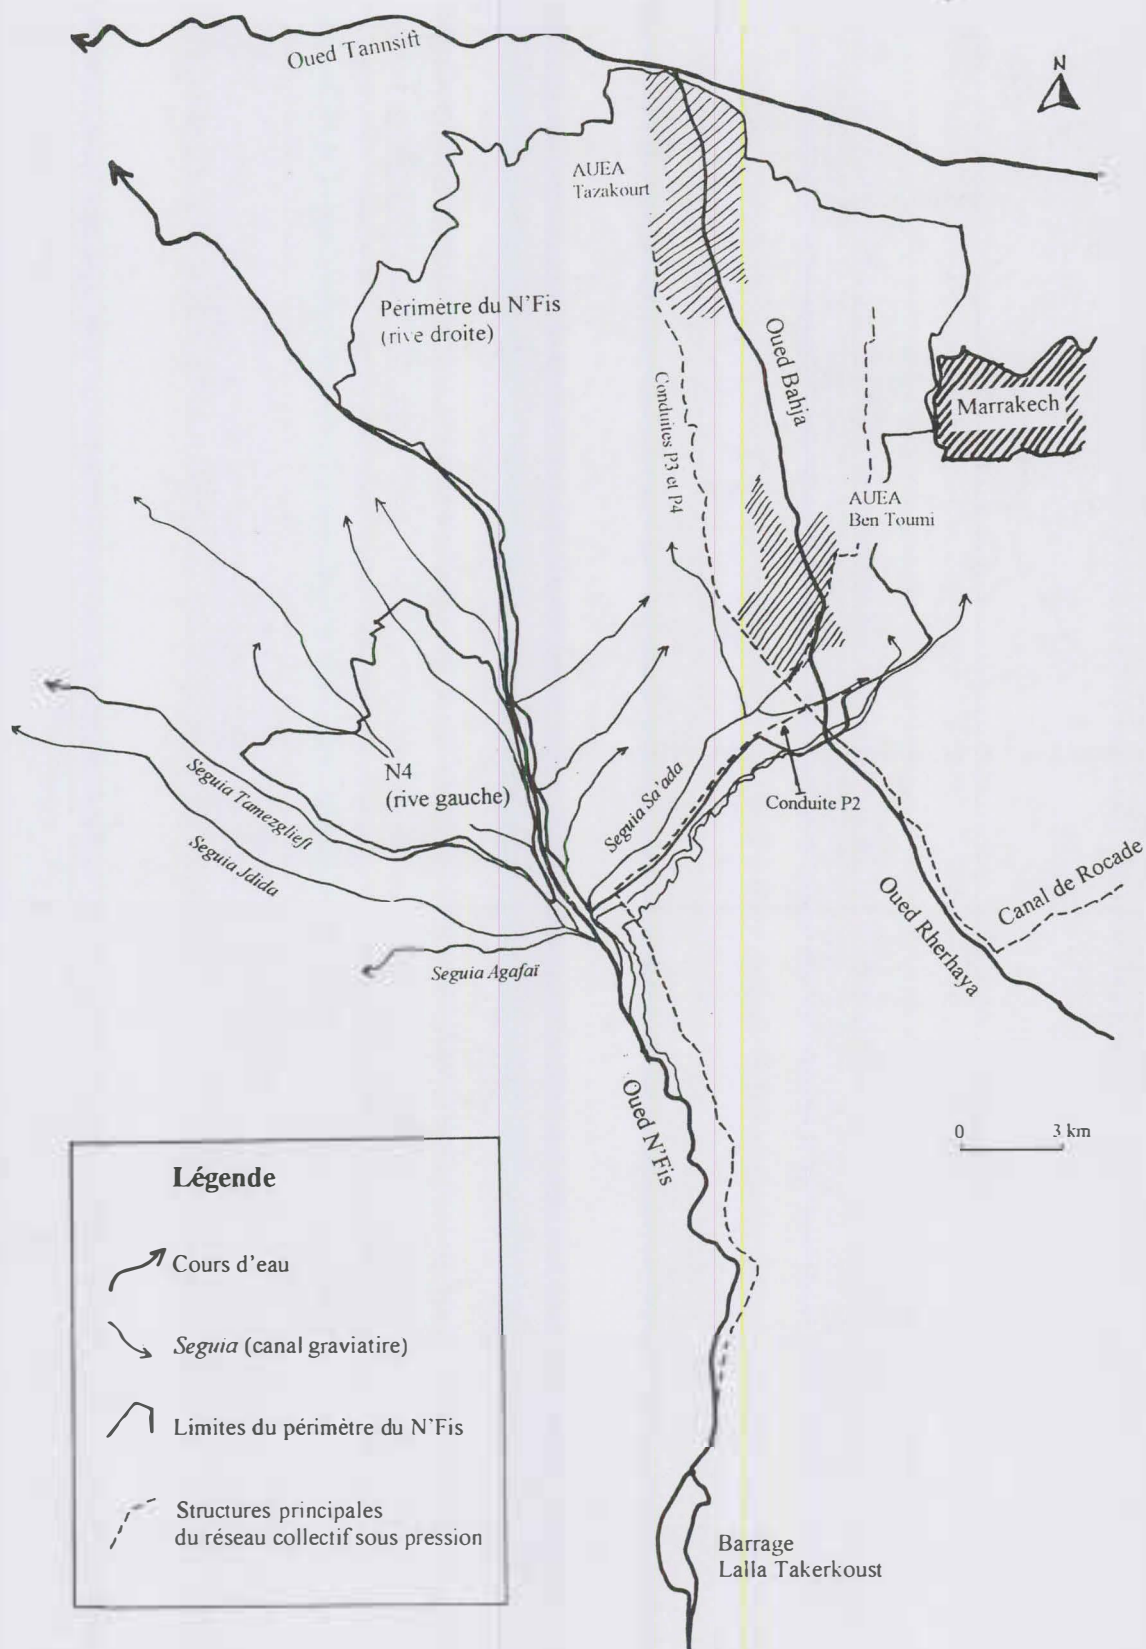 Oued Tannsift
N
AUEA
Tazakourt
Périmètre du N'Fis
(rive droite)
Oued Bahja
Marrakech
Conduites P3 et P4
AUEA
Ben Toumi
N4
(rive gauche)
Seguia Tamezglieft
Seguia Jdida
Seguia Sa'ada
Conduite P2
Oued Rherhaya
Canal de Rocade
Seguia Agafaï
Oued N'Fis
0 3 km
Légende
Cours d'eau
Seguia (canal graviatire)
Limites du périmètre du N'Fis
Structures principales
du réseau collectif sous pression
Barrage
Lalla Takerkoust